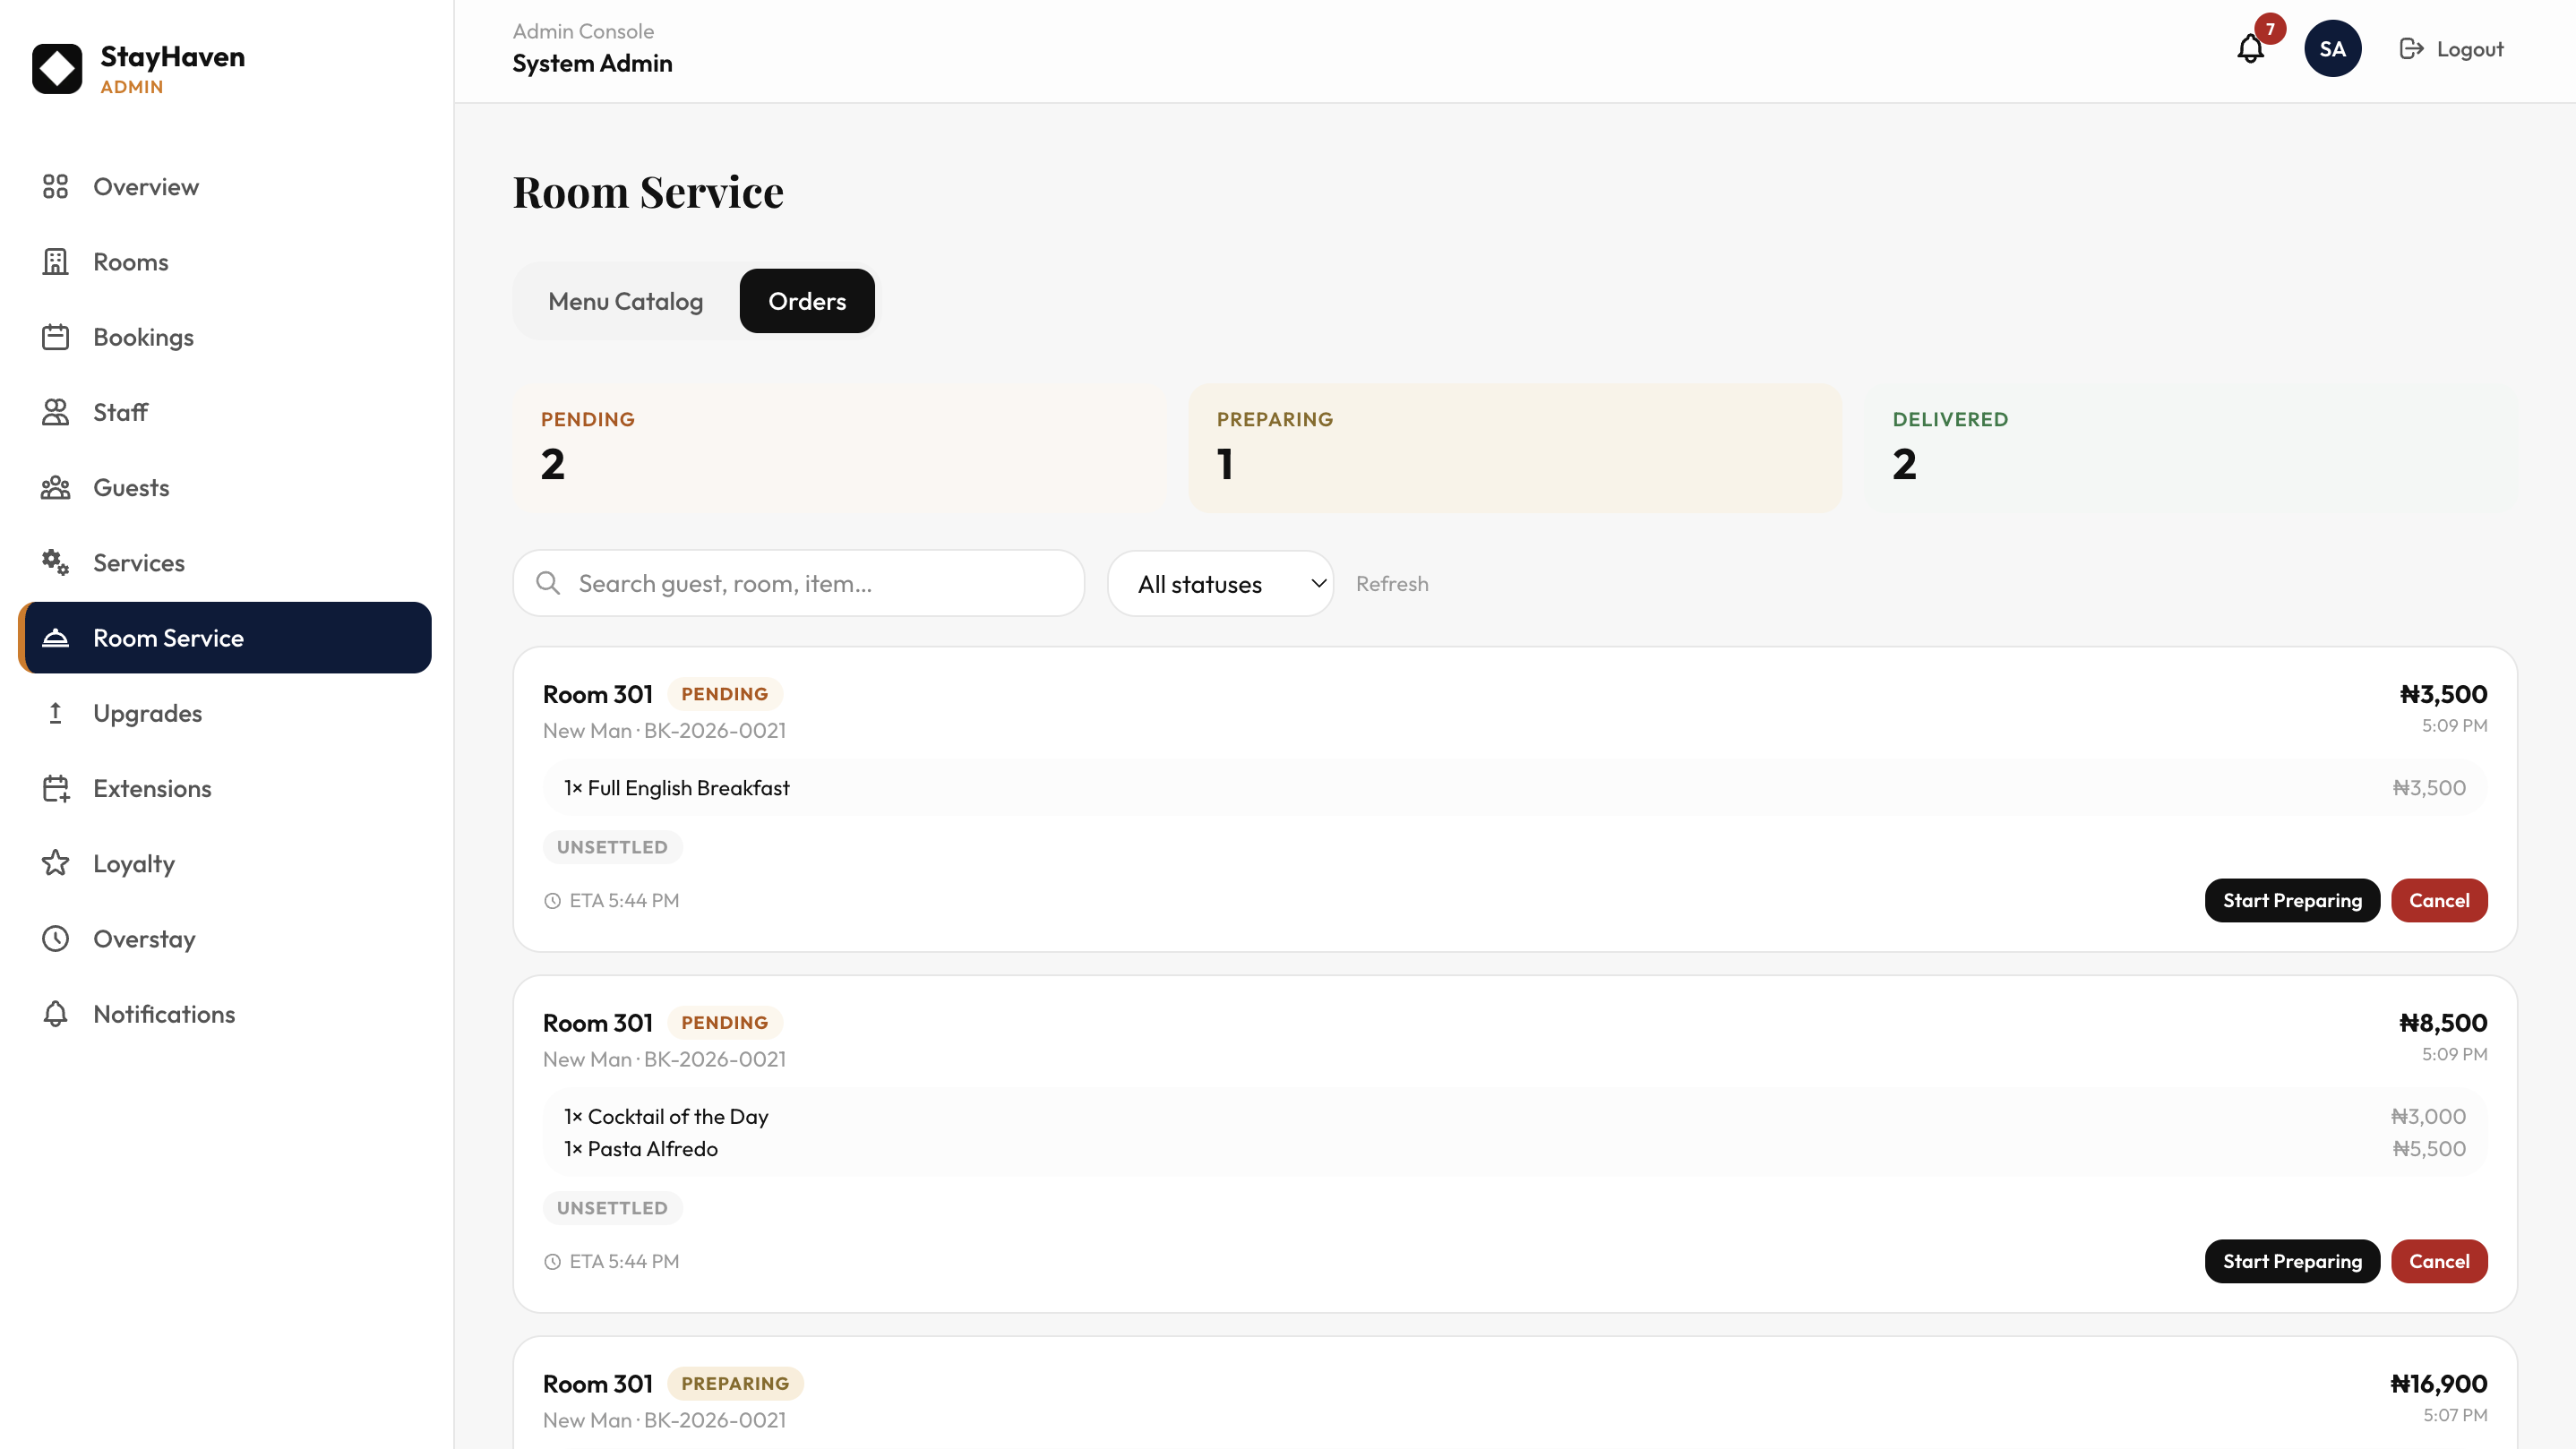 StayHaven
ADMIN
Overview
Rooms
Bookings
Staff
Guests
Services
Room Service
Upgrades
Extensions
Loyalty
Overstay
Notifications
Admin Console
System Admin
7
SA
Logout
Room Service
Menu Catalog
Orders
PENDING
2
PREPARING
1
DELIVERED
2
Search guest, room, item...
All statuses
Refresh
Room 301 PENDING ₦3,500
New Man · BK-2026-0021 5:09 PM
1× Full English Breakfast ₦3,500
UNSETTLED
ETA 5:44 PM Start Preparing Cancel
Room 301 PENDING ₦8,500
New Man · BK-2026-0021 5:09 PM
1× Cocktail of the Day ₦3,000
1× Pasta Alfredo ₦5,500
UNSETTLED
ETA 5:44 PM Start Preparing Cancel
Room 301 PREPARING ₦16,900
New Man · BK-2026-0021 5:07 PM